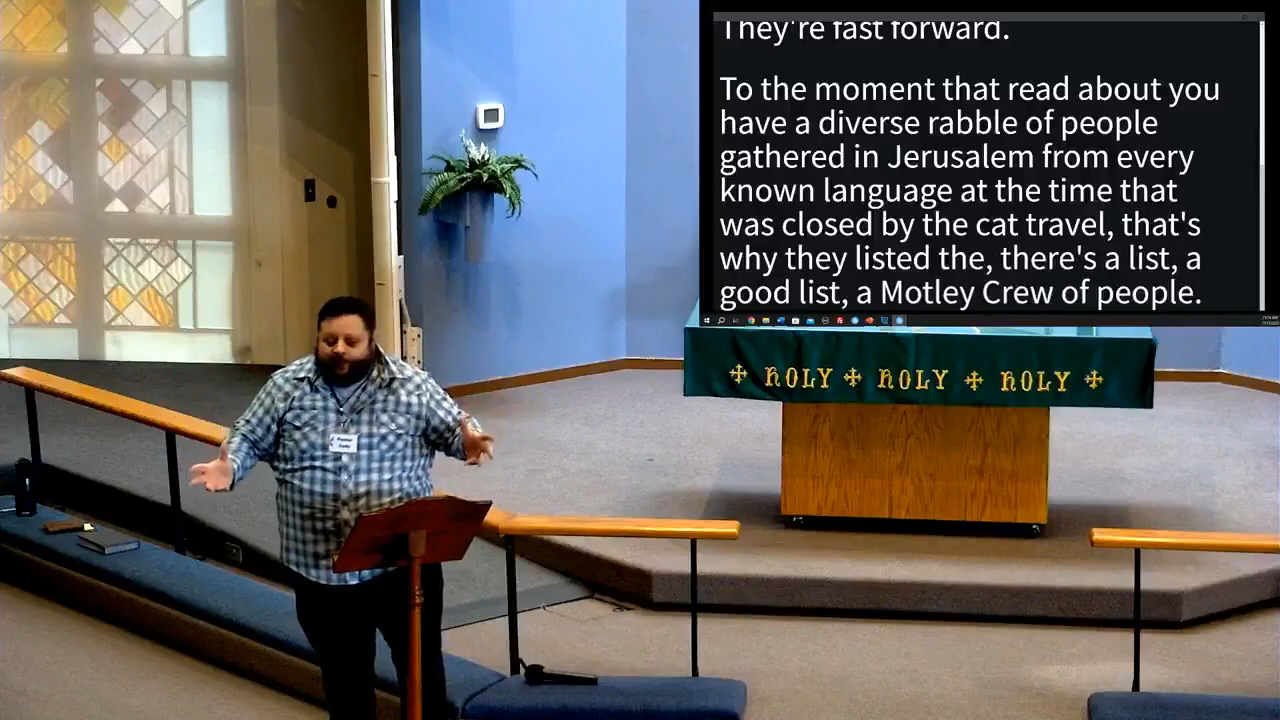 They're fast forward.
To the moment that read about you
have a diverse rabble of people
gathered in Jerusalem from every
known language at the time that
was closed by the cat travel, that's
why they listed the, there's a list, a
good list, a Motley Crew of people.
HOLY HOLY HOLY
Pastor